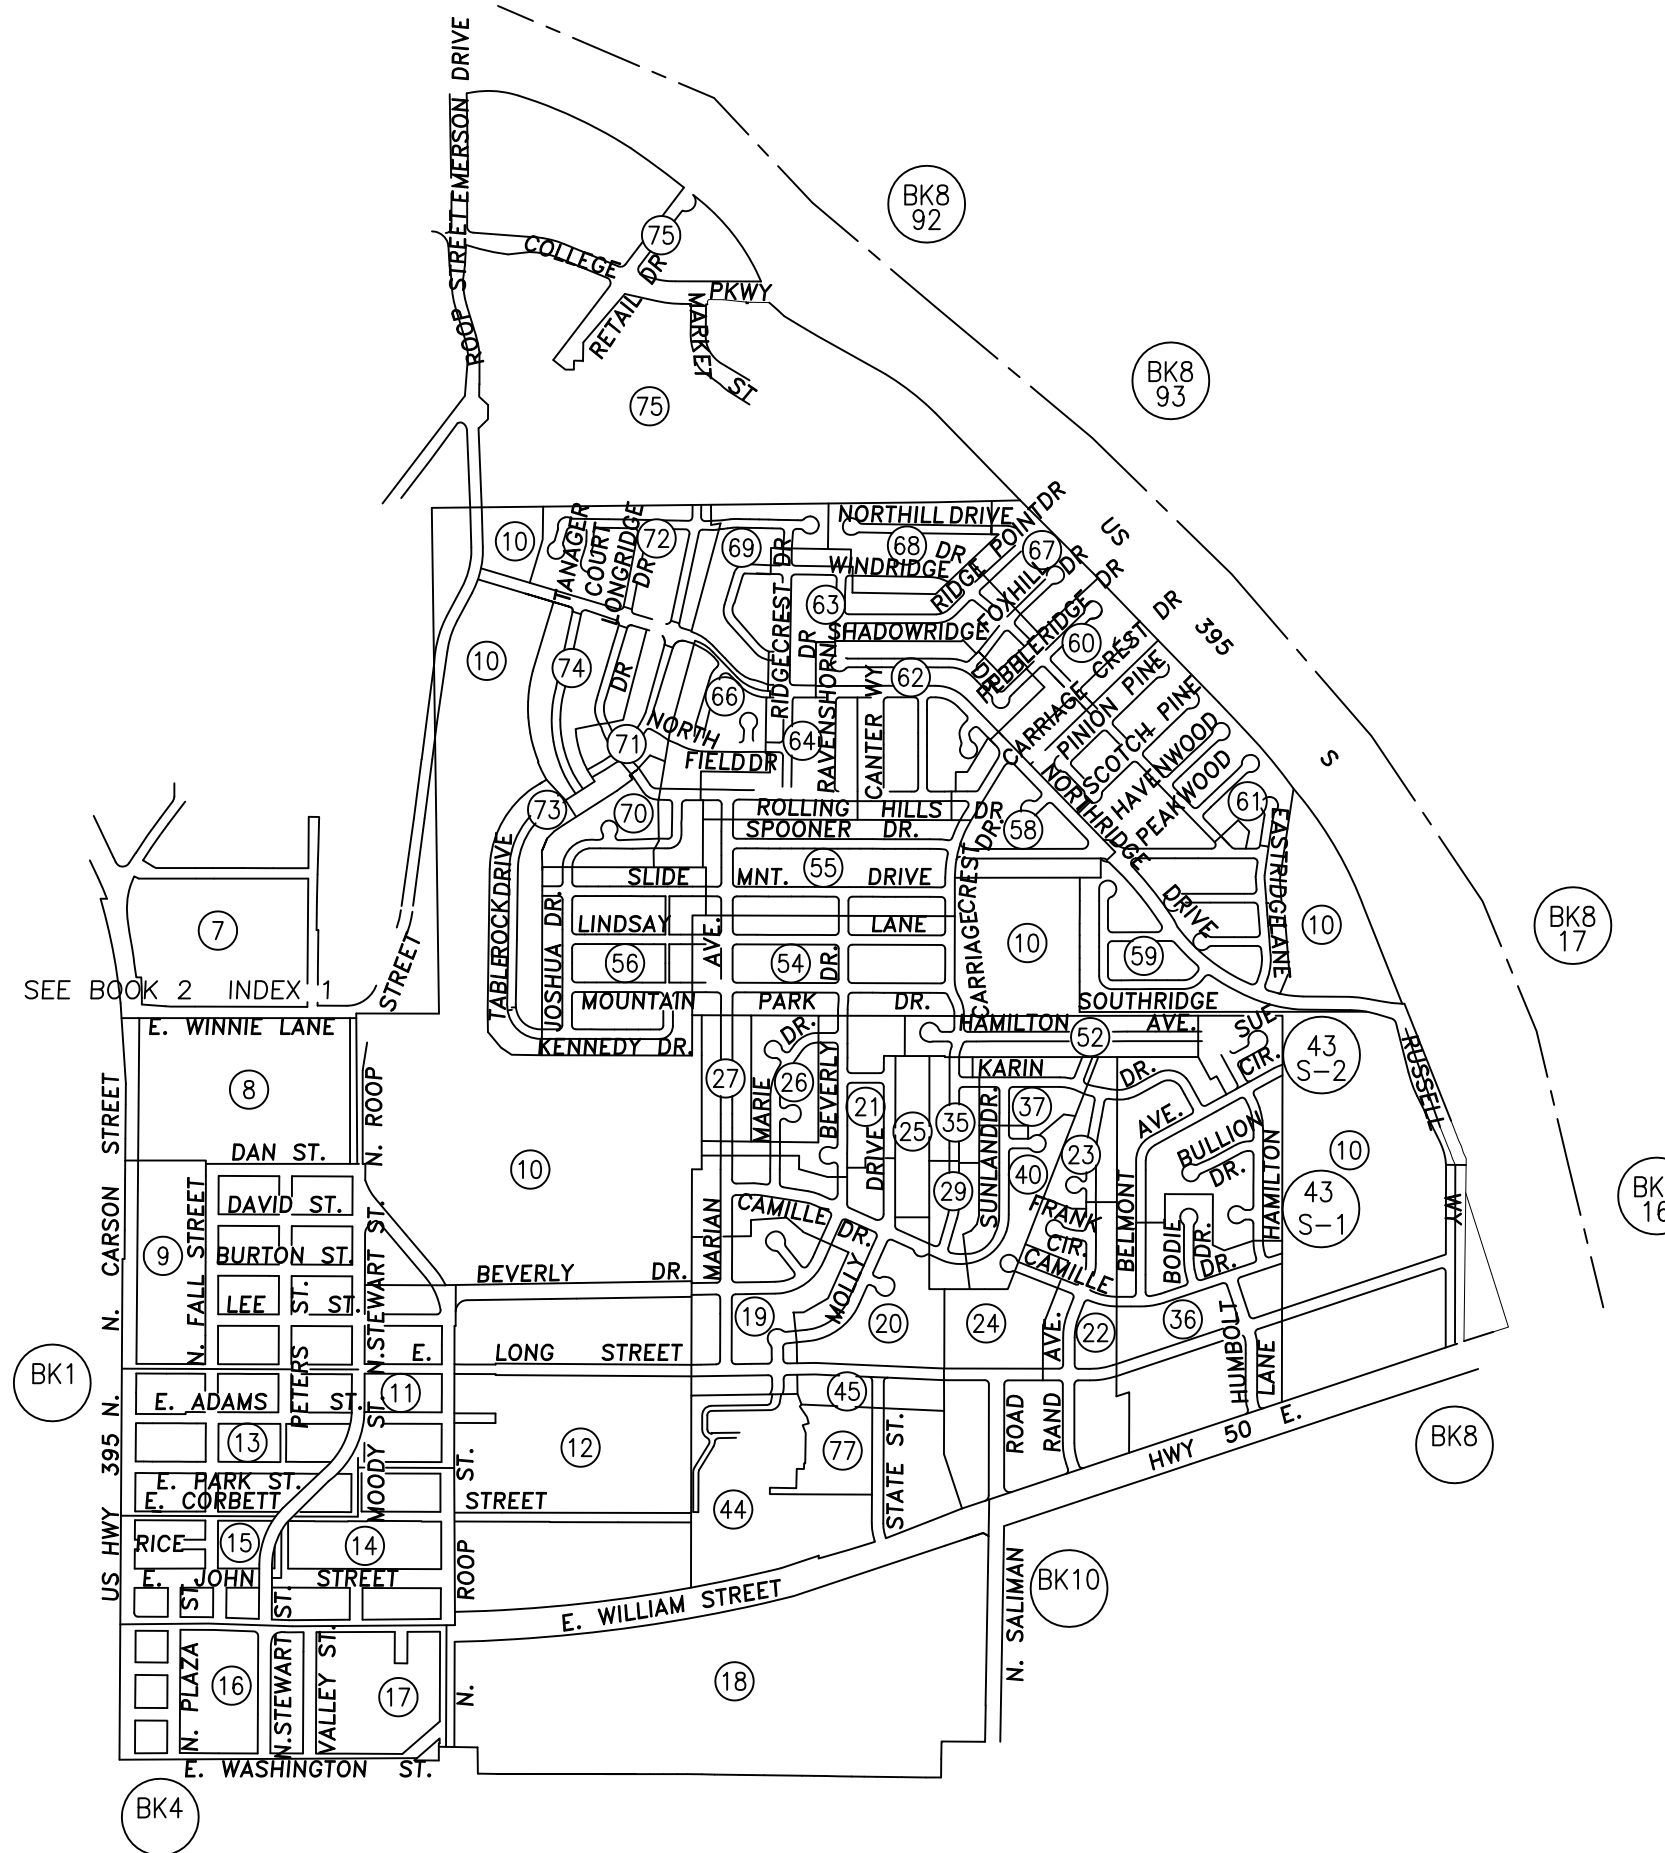 EMERSON DRIVE
ROOP STREET
BK8
92
75
COLLEGE PKWY
RETAIL DR
MARKET ST
BK8
93
75
US 395
S
10
TANAGER
COURT
LONGRIDGE
DR
72
69
NORTHILL DRIVE
68
WINDRIDGE DR
RIDGE POINT DR
67
FOXHILL DR
PEBBLERIDGE DR
DR
60
63
SHADOWRIDGE
RIDGECREST DR
RAVENSHORN DR
CANTER WY
62
CARRIAGE CREST DR
PINION PINE
SCOTCH PINE
HAVENWOOD
PEAKWOOD
10
74
DR
66
64
71
NORTH
FIELD DR
73
70
ROLLING HILLS DR.
SPOONER DR.
58
NORTHRIDGE DRIVE
61
EASTRIDGE LANE
TABLEROCK DRIVE
JOSHUA DR.
55
SLIDE MNT. DRIVE
CARRIAGECREST DR.
LINDSAY LANE
AVE.
DR.
56
54
10
59
10
BK8
17
MOUNTAIN PARK DR.
SOUTHRIDGE
KENNEDY DR.
7
STREET
SEE BOOK 2 INDEX 1
E. WINNIE LANE
8
N. ROOP
DAN ST.
HAMILTON AVE.
52
SUE
CIR.
43
S-2
RUSSELL
WY
27
MARIE DR.
26
BEVERLY
DRIVE
21
25
35
KARIN DR.
SUNLAND DR.
37
23
40
29
AVE.
BULLION
DR.
HAMILTON
10
43
S-1
BK
16
10
N. CARSON STREET
US HWY 395 N.
N. FALL STREET
9
DAVID ST.
BURTON ST.
LEE ST.
PETERS ST.
N. STEWART ST.
MARIAN
CAMILLE DR.
MOLLY
FRANK
CIR.
CAMILLE
BELMONT
BODIE
DR.
DR.
BEVERLY DR.
19
20
24
AVE.
RAND
22
36
HUMBOLT
LANE
BK1
E. LONG STREET
E. ADAMS ST.
11
MOODY ST.
13
12
45
77
STATE ST.
ROAD
HWY 50 E.
BK8
E. PARK ST.
E. CORBETT STREET
44
ST.
RICE
15
14
ROOP
E. JOHN STREET
ST.
E. WILLIAM STREET
BK10
N. SALIMAN
N. PLAZA
16
N. STEWART ST.
VALLEY ST.
17
N.
18
E. WASHINGTON ST.
BK4